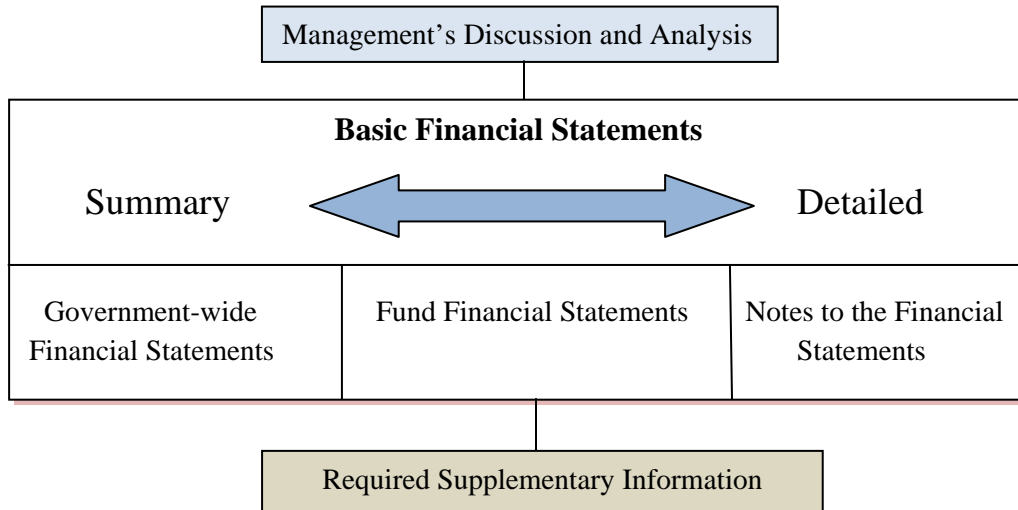 Management’s Discussion and Analysis
Basic Financial Statements
Summary
Detailed
Government-wide
Financial Statements
Fund Financial Statements
Notes to the Financial
Statements
Required Supplementary Information